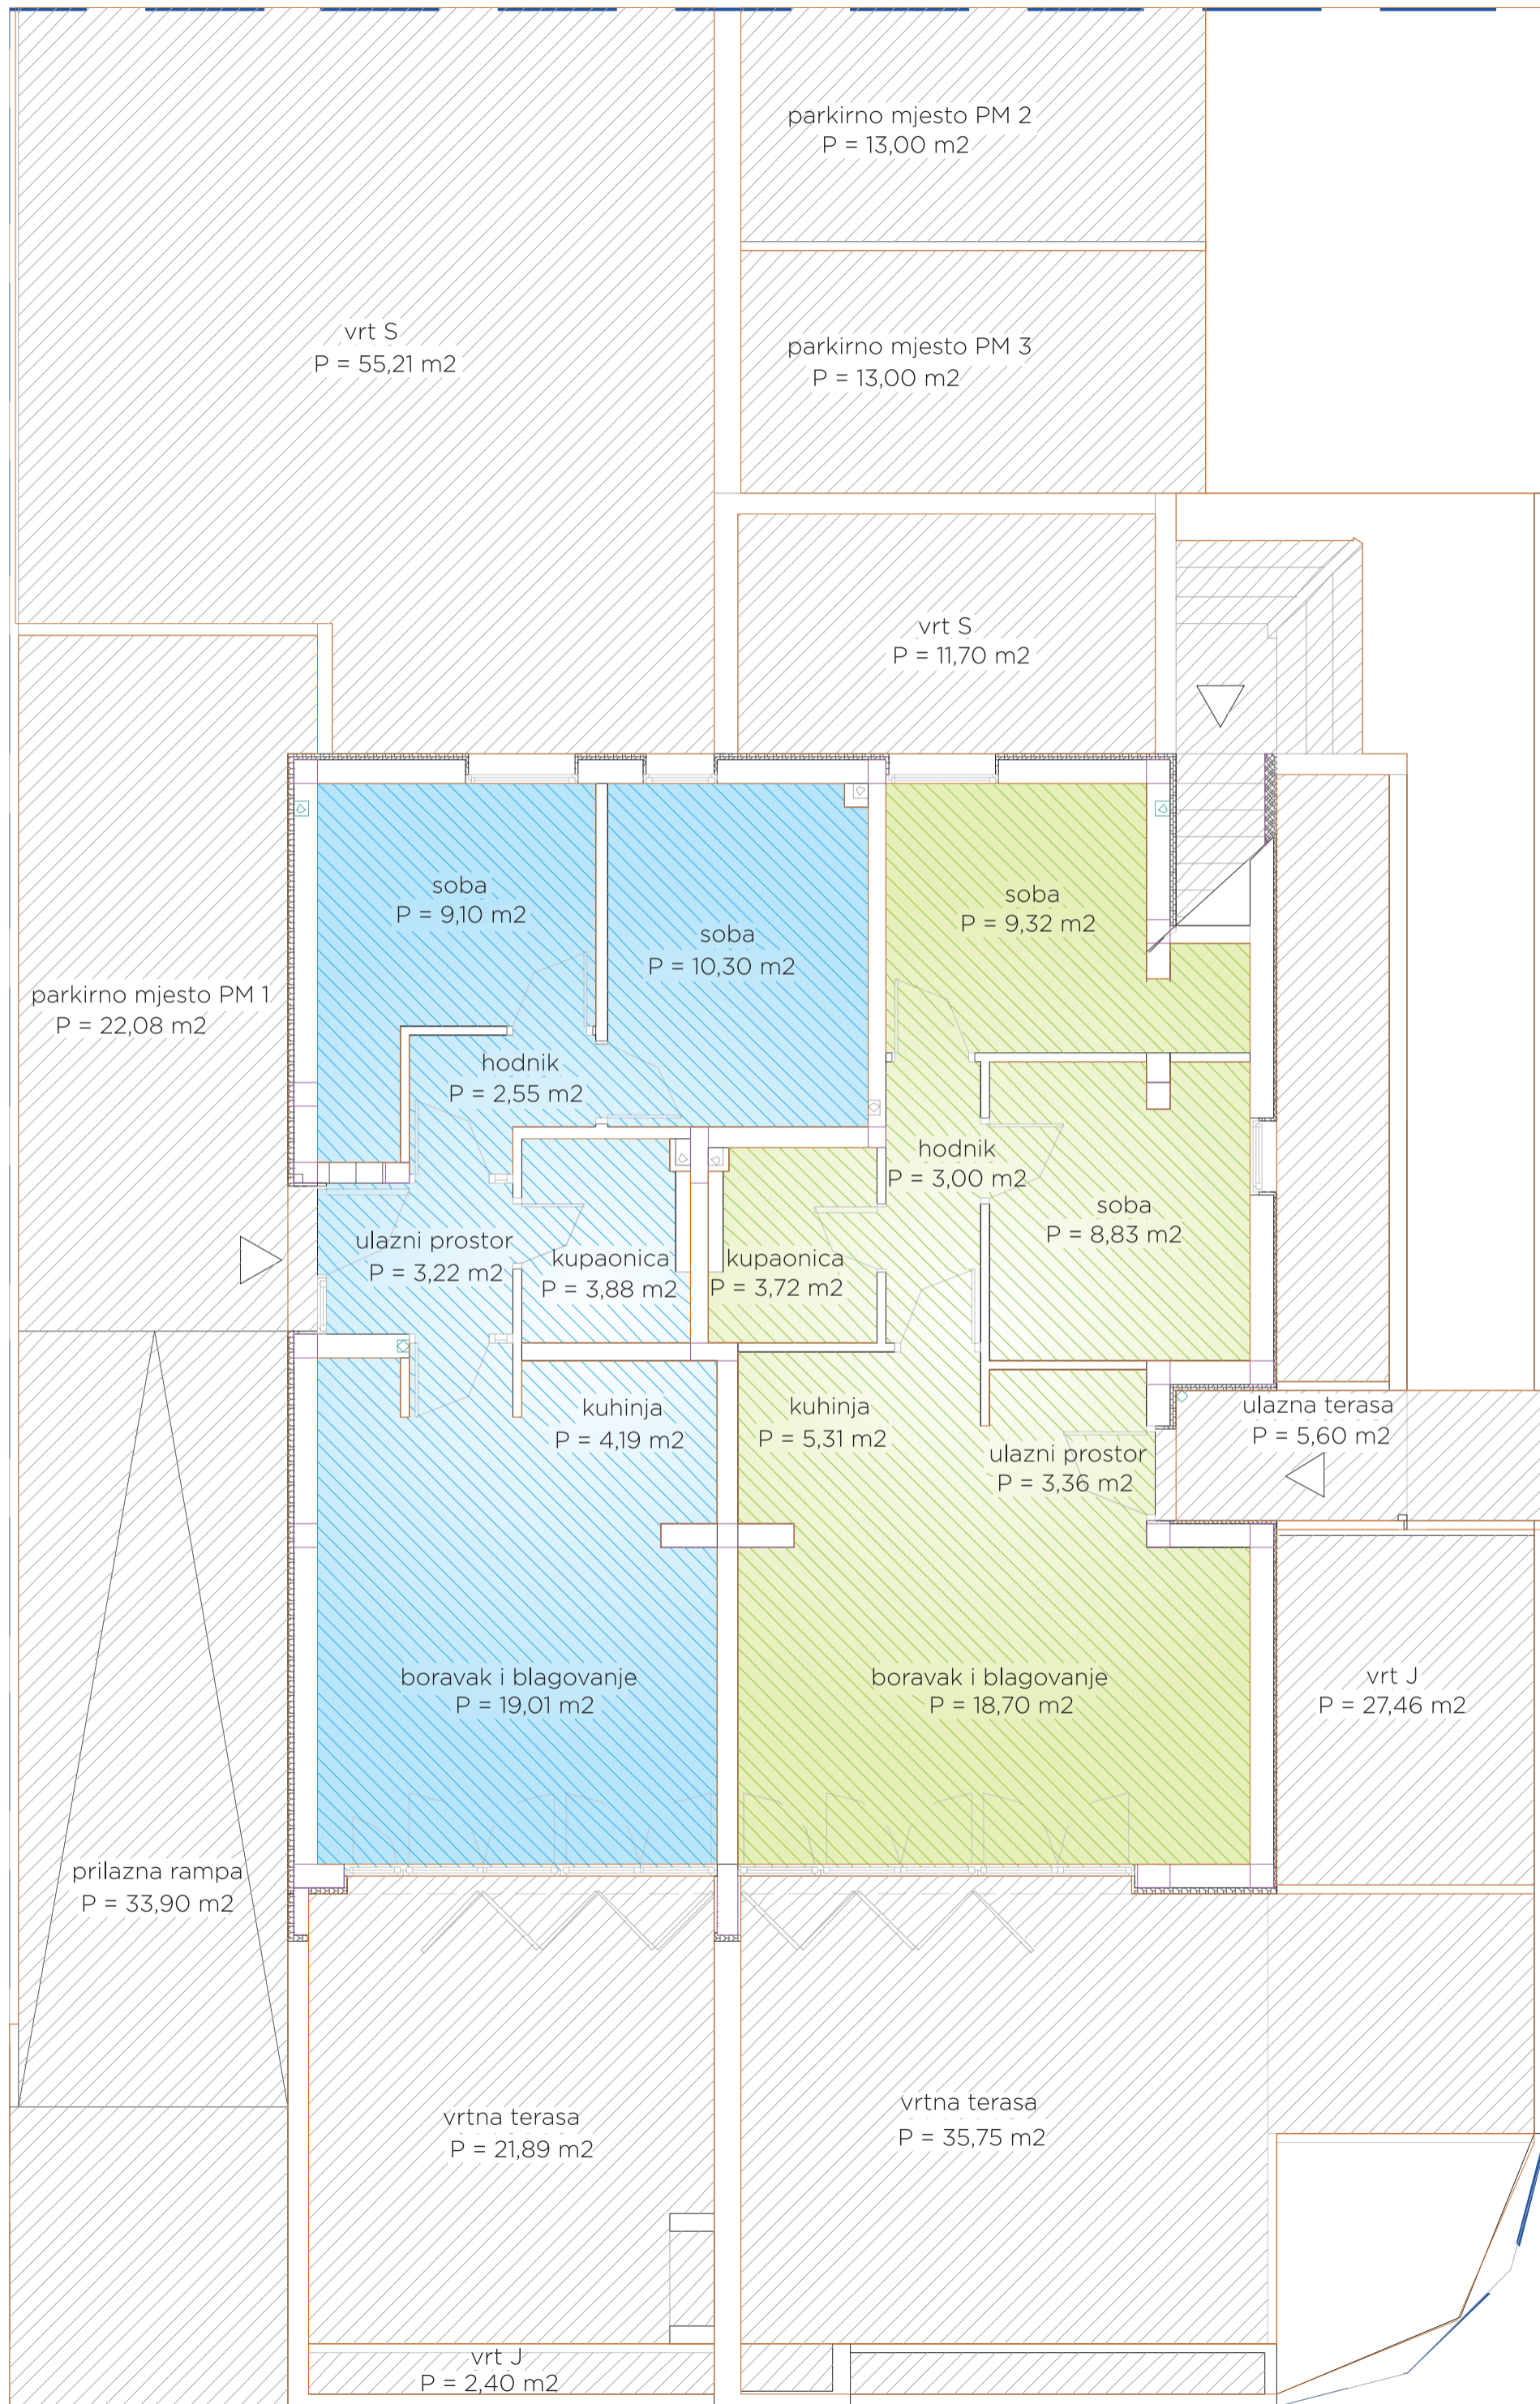 parkirno mjesto PM 2
P = 13,00 m2
vrt S
P = 55,21 m2
parkirno mjesto PM 3
P = 13,00 m2
vrt S
P = 11,70 m2
soba
P = 9,10 m2
soba
P = 10,30 m2
soba
P = 9,32 m2
parkirno mjesto PM 1
P = 22,08 m2
hodnik
P = 2,55 m2
hodnik
P = 3,00 m2
soba
P = 8,83 m2
ulazni prostor
P = 3,22 m2
kupaonica
P = 3,88 m2
kupaonica
P = 3,72 m2
kuhinja
P = 4,19 m2
kuhinja
P = 5,31 m2
ulazni prostor
P = 3,36 m2
ulazna terasa
P = 5,60 m2
boravak i blagovanje
P = 19,01 m2
boravak i blagovanje
P = 18,70 m2
vrt J
P = 27,46 m2
prilazna rampa
P = 33,90 m2
vrtna terasa
P = 21,89 m2
vrtna terasa
P = 35,75 m2
vrt J
P = 2,40 m2